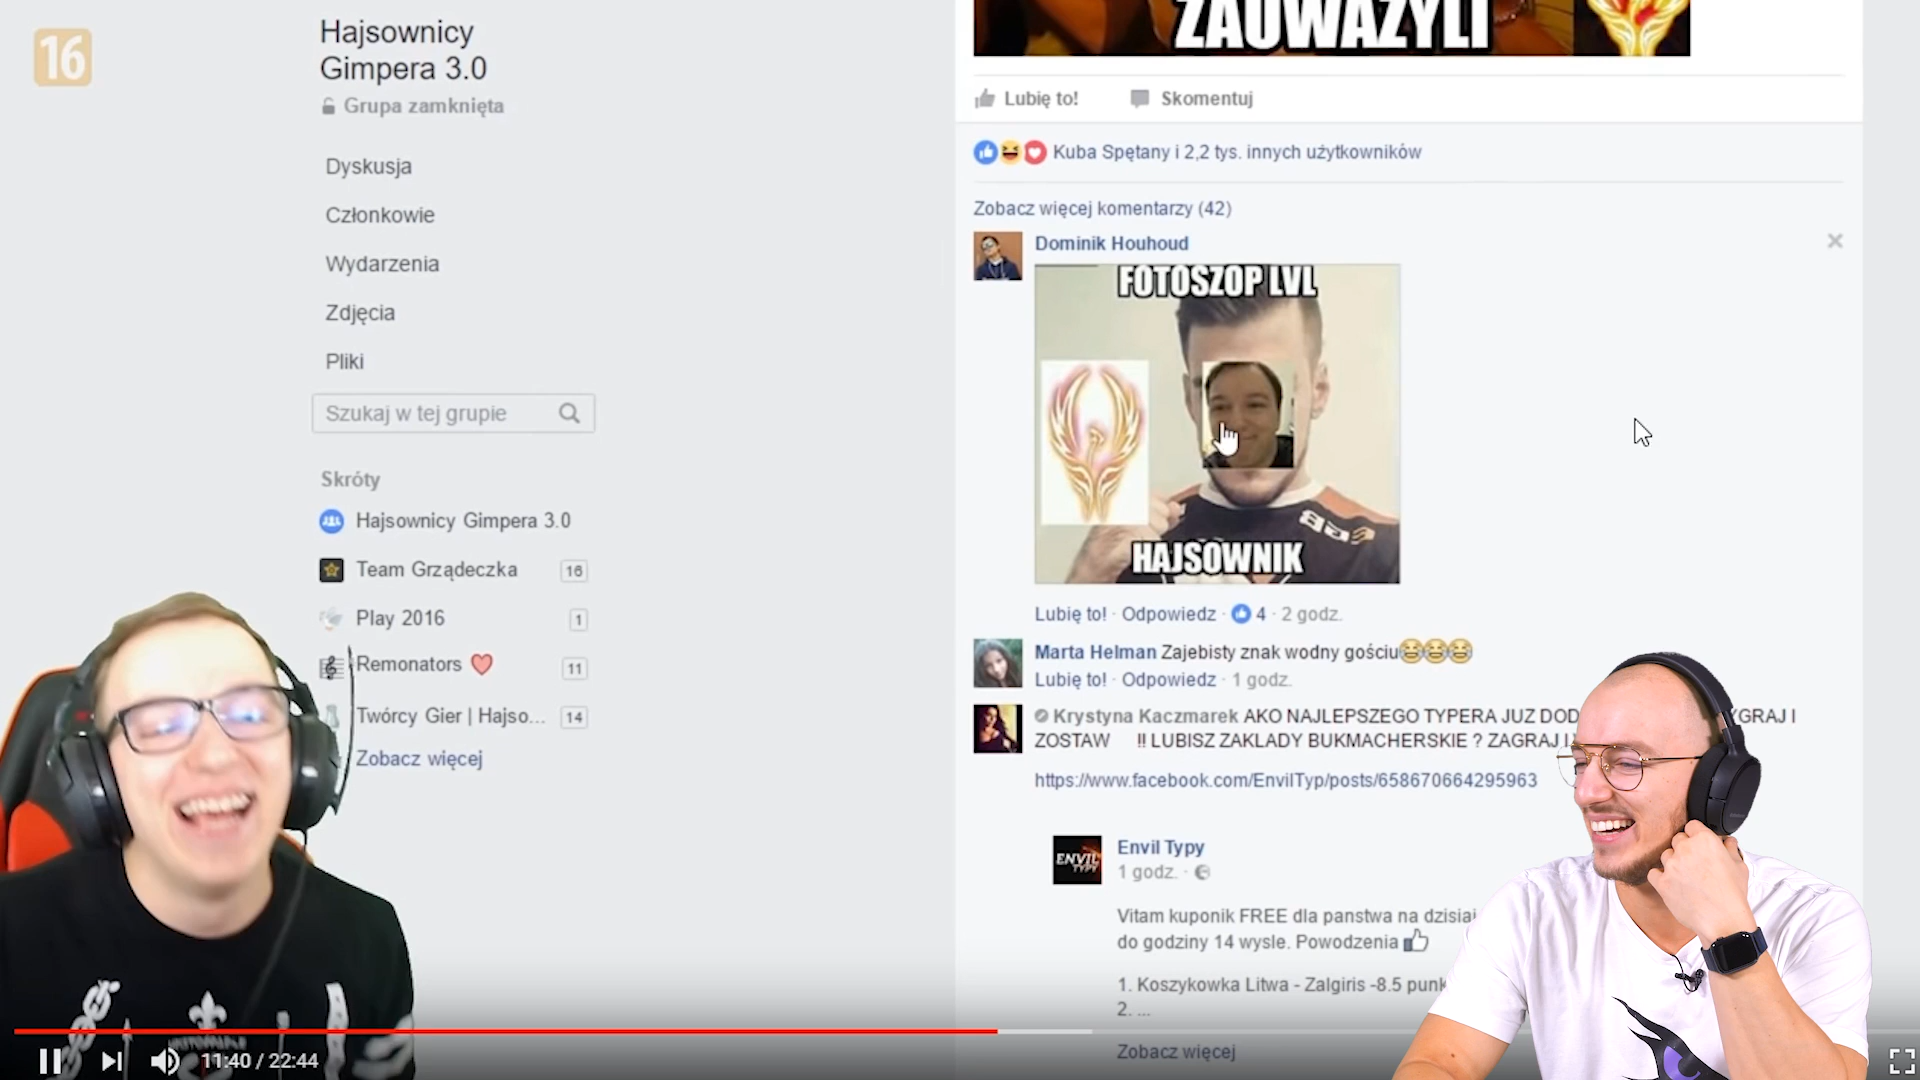 16
Hajsownicy
Gimpera 3.0
Grupa zamknięta
Dyskusja
Członkowie
Wydarzenia
Zdjęcia
Pliki
Szukaj w tej grupie
Skróty
Hajsownicy Gimpera 3.0
Team Grządeczka 16
Play 2016 1
Remonators 11
Twórcy Gier | Hajso... 14
Zobacz więcej
ZAUWAŻYLI
Lubię to! Skomentuj
Kuba Spętany i 2,2 tys. innych użytkowników
Zobacz więcej komentarzy (42)
Dominik Houhoud
FOTOSZOP LVL
HAJSOWNIK
Lubię to! · Odpowiedz · 4 · 2 godz.
Marta Helman Zajebisty znak wodny gościu
Lubię to! · Odpowiedz · 1 godz.
Krystyna Kaczmarek AKO NAJLEPSZEGO TYPERA JUZ DOD YGRAJ I
ZOSTAW !! LUBISZ ZAKLADY BUKMACHERSKIE ? ZAGRAJ
https://www.facebook.com/EnvilTyp/posts/658670664295963
ENVIL
TYPY
Envil Typy
1 godz. ·
Vitam kuponik FREE dla panstwa na dzisiaj
do godziny 14 wysle. Powodzenia
1. Koszykowka Litwa - Zalgiris -8.5 punk
2. ...
Zobacz więcej
11:40 / 22:44